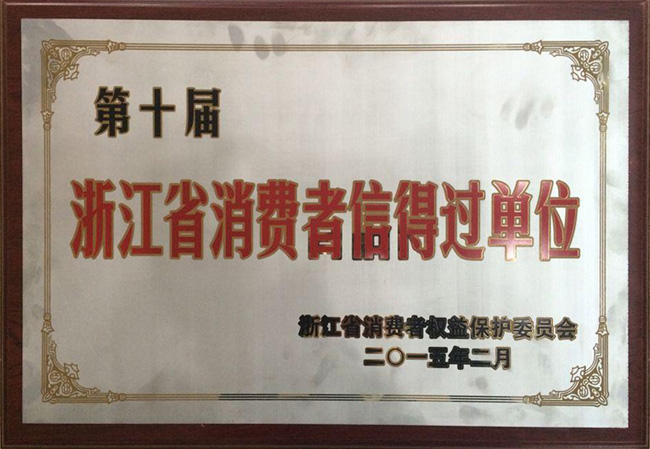 第十届
浙江省消费者信得过单位
浙江省消费者权益保护委员会
二〇一五年二月